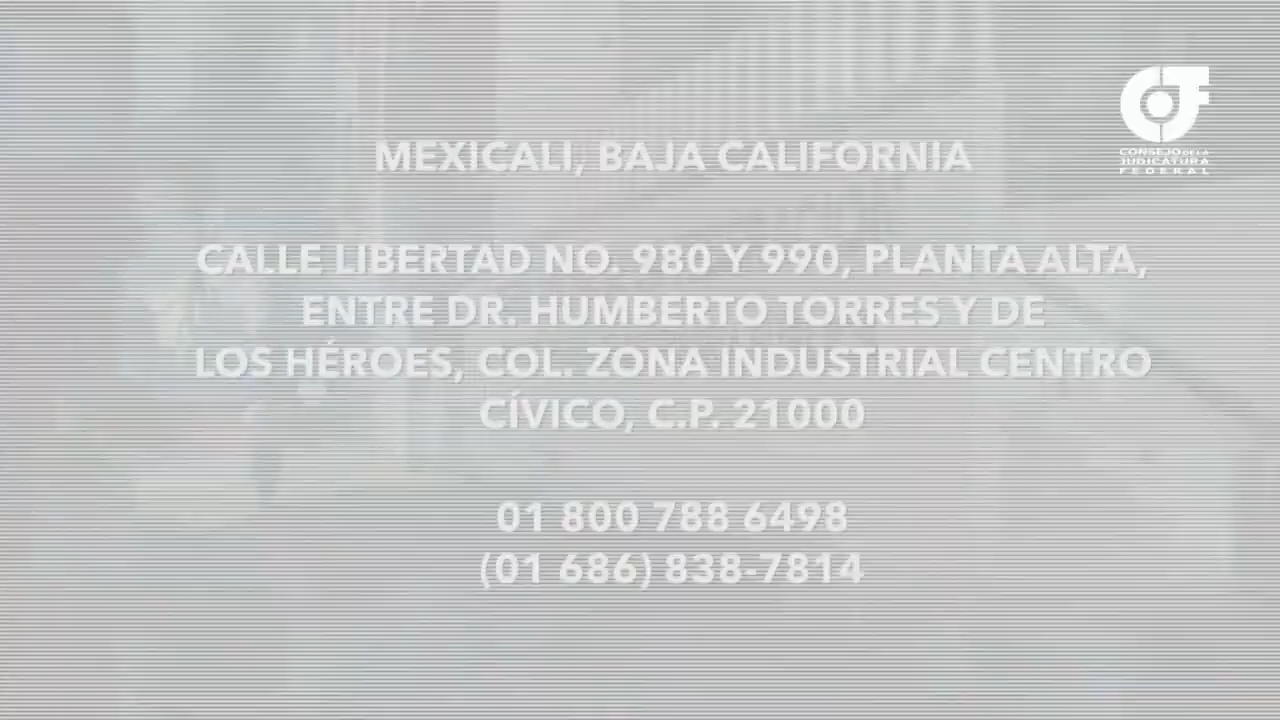 CONSEJO DE LA
JUDICATURA
FEDERAL
MEXICALI, BAJA CALIFORNIA
CALLE LIBERTAD NO. 980 Y 990, PLANTA ALTA,
ENTRE DR. HUMBERTO TORRES Y DE
LOS HÉROES, COL. ZONA INDUSTRIAL CENTRO
CÍVICO, C.P. 21000
01 800 788 6498
(01 686) 838-7814